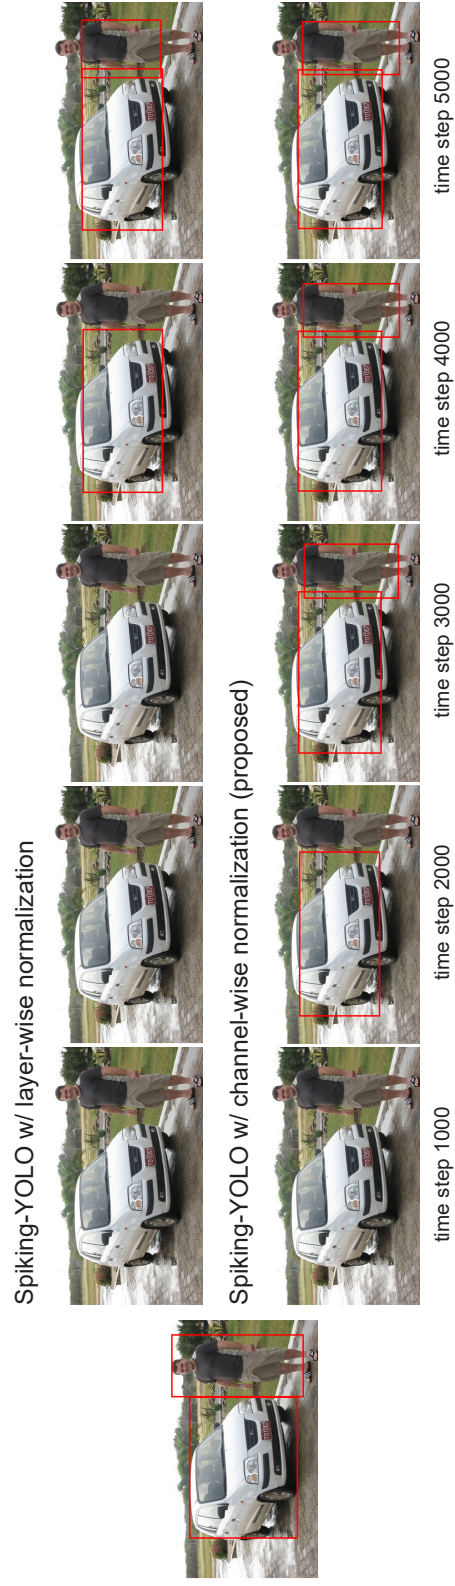 Spiking-YOLO w/ layer-wise normalization
Spiking-YOLO w/ channel-wise normalization (proposed)
time step 1000
time step 2000
time step 3000
time step 4000
time step 5000